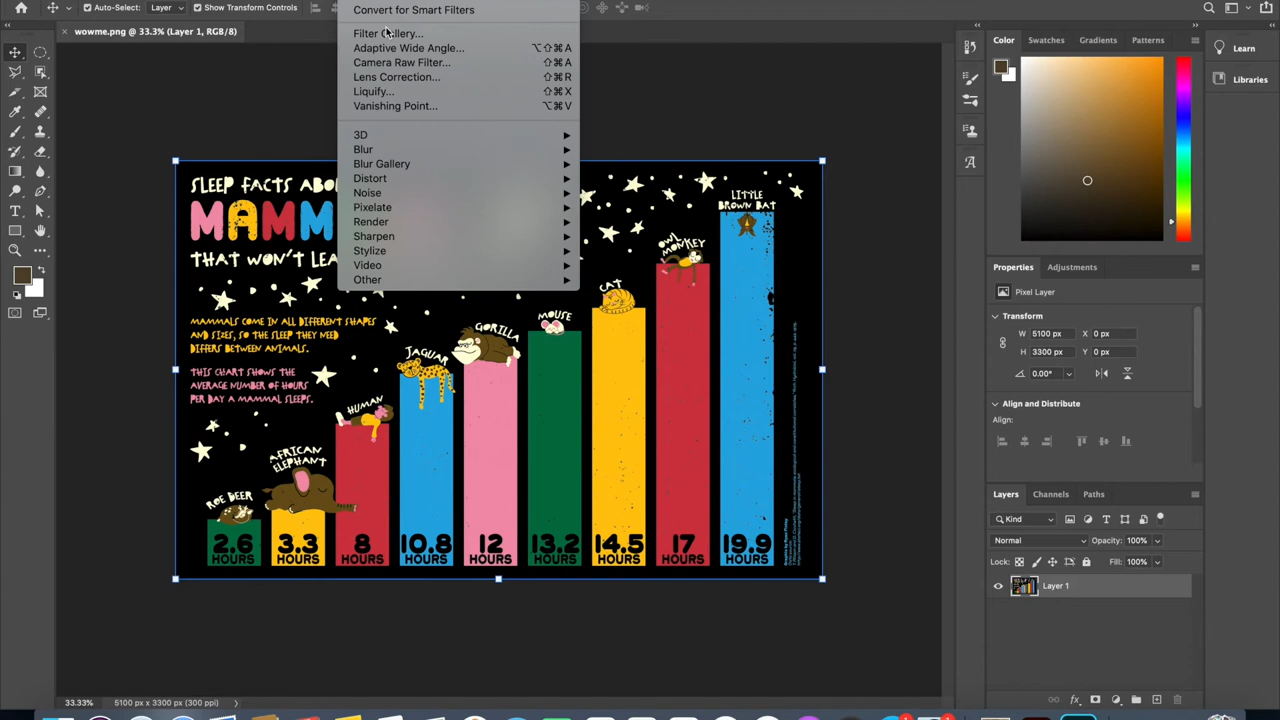 Auto-Select: Layer Show Transform Controls
Convert for Smart Filters
wowme.png @ 33.3% (Layer 1, RGB/8)
Filter Gallery...
Adaptive Wide Angle... ⌥⇧⌘A
Camera Raw Filter... ⇧⌘A
Lens Correction... ⇧⌘R
Liquify... ⇧⌘X
Vanishing Point... ⌥⌘V
3D
Blur
Blur Gallery
Distort
Noise
Pixelate
Render
Sharpen
Stylize
Video
Other
SLEEP FACTS
MAMM
THAT WON'T
MAMMALS COME IN ALL DIFFERENT SHAPES
AND SIZES, SO THE SLEEP THEY NEED
DIFFERS BETWEEN ANIMALS.
THIS CHART SHOWS THE
AVERAGE NUMBER OF HOURS
PER DAY A MAMMAL SLEEPS.
ROE DEER
AFRICAN
ELEPHANT
HUMAN
JAGUAR
GORILLA
MOUSE
CAT
OWL
MONKEY
LITTLE
BROWN BAT
2.6 3.3 8 10.8 12 13.2 14.5 17 19.9
HOURS HOURS HOURS HOURS HOURS HOURS HOURS HOURS HOURS
33.33% 5100 px x 3300 px (300 ppi)
Color Swatches Gradients Patterns
Learn
Libraries
Properties Adjustments
Pixel Layer
Transform
W 5100 px X 0 px
H 3300 px Y 0 px
0.00°
Align and Distribute
Align:
Layers Channels Paths
Kind
Normal Opacity: 100%
Lock: Fill: 100%
Layer 1